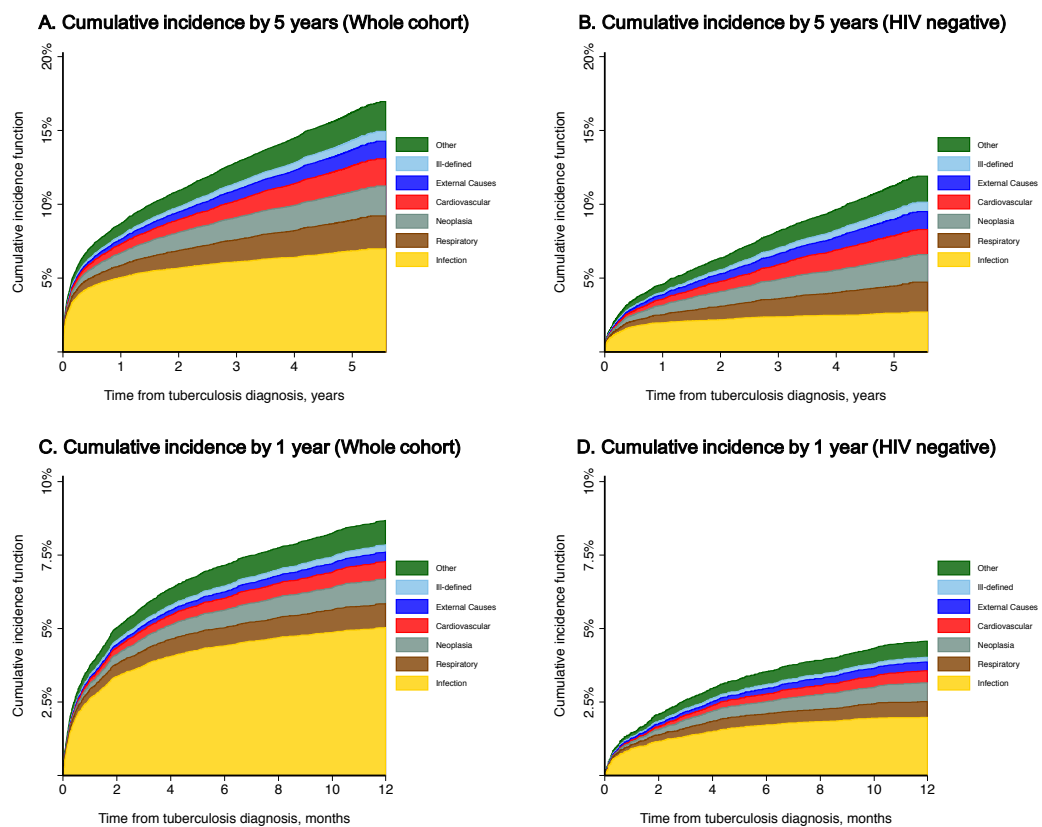 A. Cumulative incidence by 5 years (Whole cohort)
Cumulative incidence function
20%
15%
10%
5%
0 1 2 3 4 5
Time from tuberculosis diagnosis, years
Other
Ill-defined
External Causes
Cardiovascular
Neoplasia
Respiratory
Infection
B. Cumulative incidence by 5 years (HIV negative)
Cumulative incidence function
20%
15%
10%
5%
0 1 2 3 4 5
Time from tuberculosis diagnosis, years
Other
Ill-defined
External Causes
Cardiovascular
Neoplasia
Respiratory
Infection
C. Cumulative incidence by 1 year (Whole cohort)
Cumulative incidence function
10%
7.5%
5%
2.5%
0 2 4 6 8 10 12
Time from tuberculosis diagnosis, months
Other
Ill-defined
External Causes
Cardiovascular
Neoplasia
Respiratory
Infection
D. Cumulative incidence by 1 year (HIV negative)
Cumulative incidence function
10%
7.5%
5%
2.5%
0 2 4 6 8 10 12
Time from tuberculosis diagnosis, months
Other
Ill-defined
External Causes
Cardiovascular
Neoplasia
Respiratory
Infection